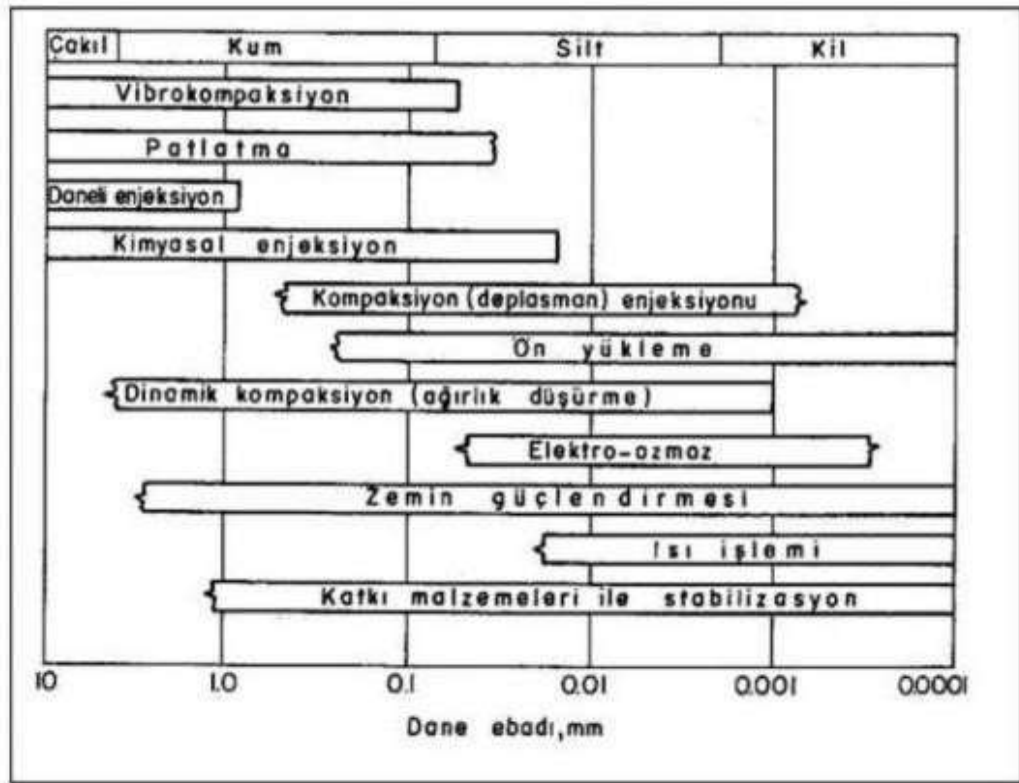 Çakıl Kum Silt Kil
Vibrokompaksiyon
Patlatma
Daneli enjeksiyon
Kimyasal enjeksiyon
Kompaksiyon (deplasman) enjeksiyonu
Ön yükleme
Dinamik kompaksiyon (ağırlık düşürme)
Elektro-ozmoz
Zemin güçlendirmesi
Isı işlemi
Katkı malzemeleri ile stabilizasyon
10 1.0 0.1 0.01 0.001 0.0001
Dane ebadı,mm